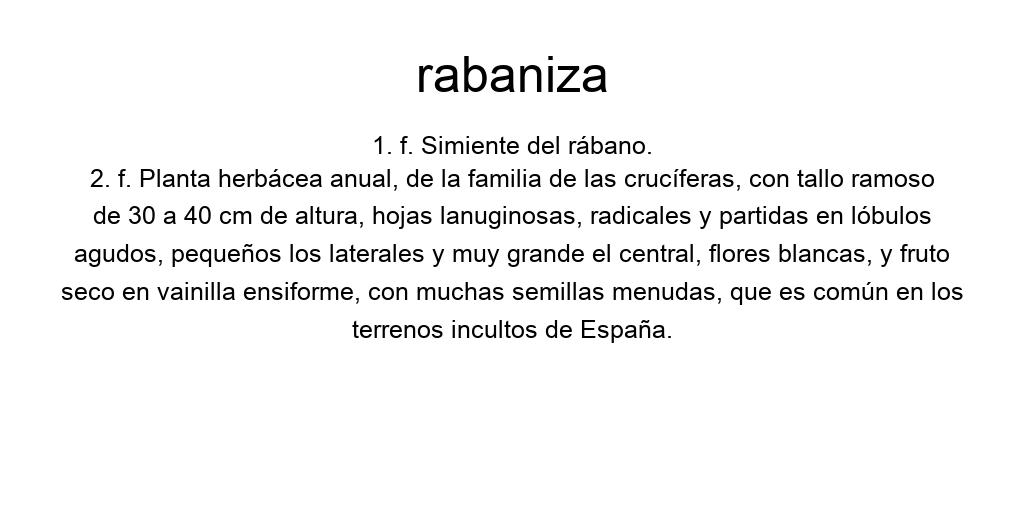 rabaniza
1. f. Simiente del rábano.
2. f. Planta herbácea anual, de la familia de las crucíferas, con tallo ramoso
de 30 a 40 cm de altura, hojas lanuginosas, radicales y partidas en lóbulos
agudos, pequeños los laterales y muy grande el central, flores blancas, y fruto
seco en vainilla ensiforme, con muchas semillas menudas, que es común en los
terrenos incultos de España.